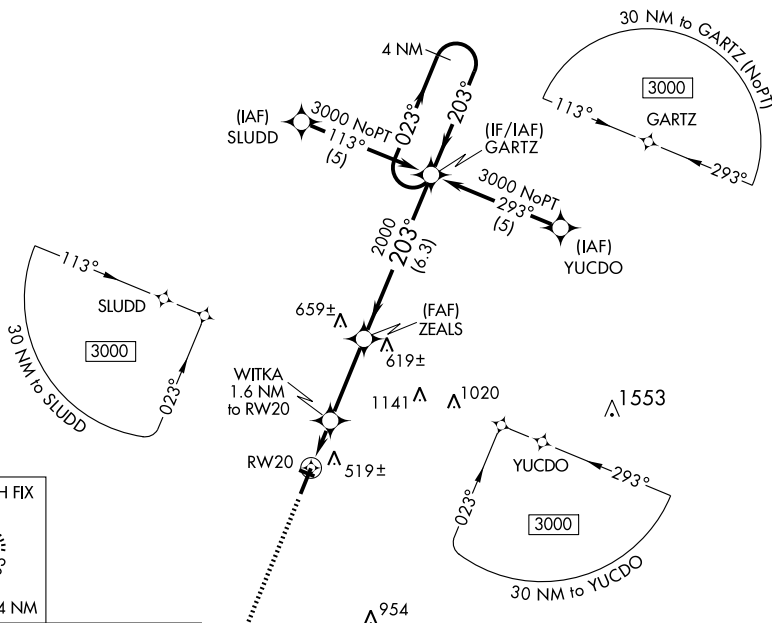 30 NM to GARTZ (NoPT)
3000
GARTZ
113°
293°
4 NM
023°
203°
(IAF)
SLUDD
3000 NoPT
113°
(5)
(IF/IAF)
GARTZ
3000 NoPT
293°
(5)
(IAF)
YUCDO
2000
203°
(6.3)
113°
SLUDD
3000
023°
30 NM to SLUDD
659±
(FAF)
ZEALS
619±
WITKA
1.6 NM
to RW20
1141
1020
1553
RW20
519±
YUCDO
293°
023°
3000
30 NM to YUCDO
H FIX
4 NM
954